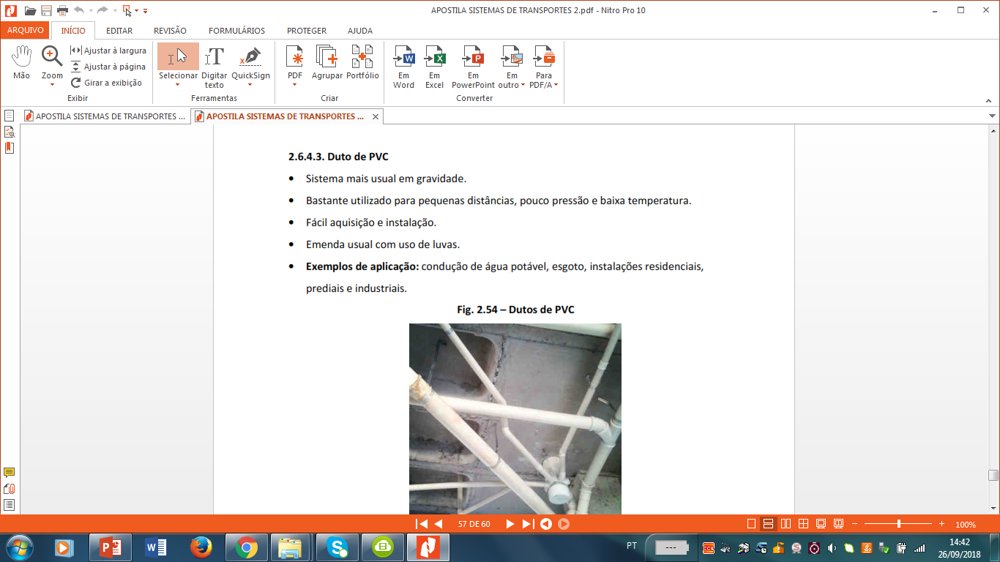 APOSTILA SISTEMAS DE TRANSPORTES 2.pdf - Nitro Pro 10
ARQUIVO INÍCIO EDITAR REVISÃO FORMULÁRIOS PROTEGER AJUDA
Mão
Zoom
Ajustar à largura
Ajustar à página
Girar a exibição
Exibir
Selecionar
Digitar
texto
QuickSign
Ferramentas
PDF
Agrupar
Portfólio
Criar
Em
Word
Em
Excel
Em
PowerPoint
Em
outro
Para
PDF/A
Converter
APOSTILA SISTEMAS DE TRANSPORTES ...
APOSTILA SISTEMAS DE TRANSPORTES ...
2.6.4.3. Duto de PVC
• Sistema mais usual em gravidade.
• Bastante utilizado para pequenas distâncias, pouco pressão e baixa temperatura.
• Fácil aquisição e instalação.
• Emenda usual com uso de luvas.
• Exemplos de aplicação: condução de água potável, esgoto, instalações residenciais,
prediais e industriais.
Fig. 2.54 – Dutos de PVC
57 DE 60
100%
PT
14:42
26/09/2018